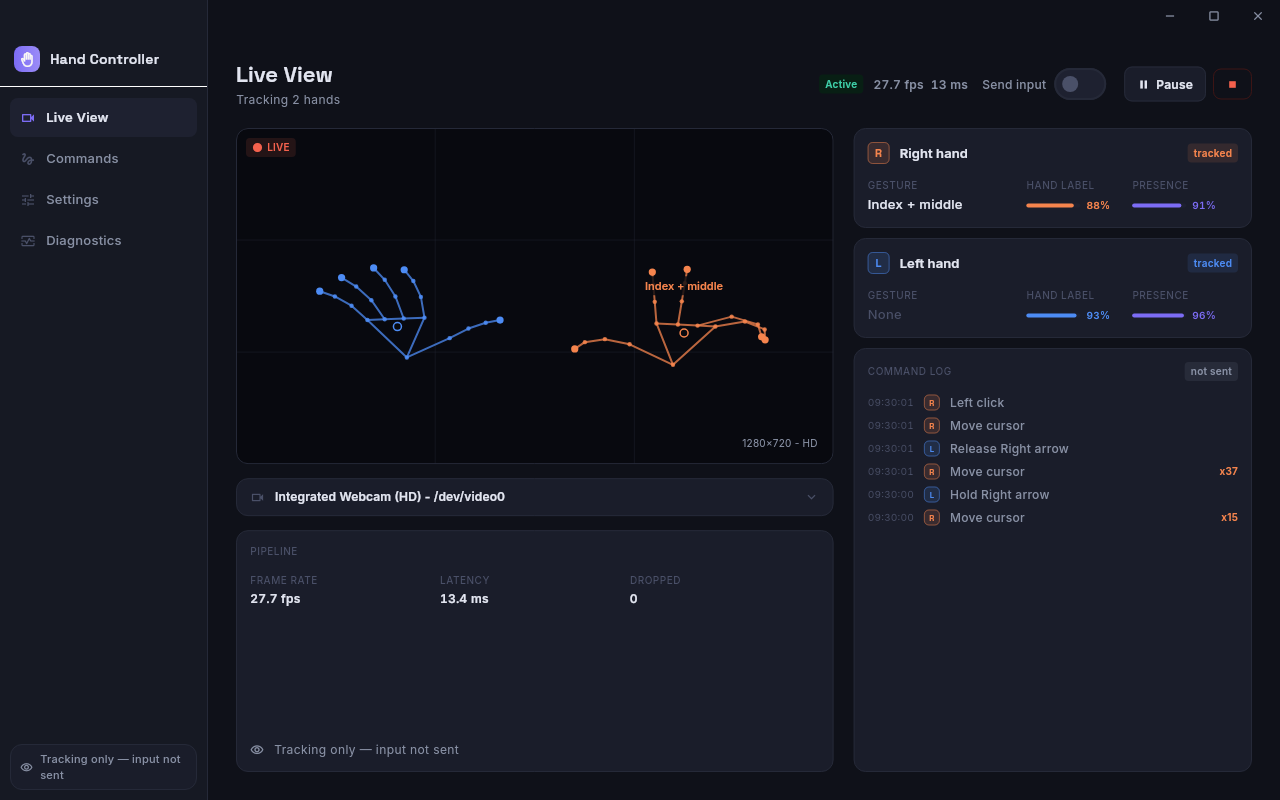 Hand Controller
Live View
Commands
Settings
Diagnostics
Tracking only — input not
sent
Live View
Tracking 2 hands
Active
27.7 fps 13 ms
Send input
Pause
LIVE
Index + middle
1280×720 - HD
Integrated Webcam (HD) - /dev/video0
PIPELINE
FRAME RATE LATENCY DROPPED
27.7 fps 13.4 ms 0
Tracking only — input not sent
R Right hand tracked
GESTURE HAND LABEL PRESENCE
Index + middle 88% 91%
L Left hand tracked
GESTURE HAND LABEL PRESENCE
None 93% 96%
COMMAND LOG not sent
09:30:01 R Left click
09:30:01 R Move cursor
09:30:01 L Release Right arrow
09:30:01 R Move cursor x37
09:30:00 L Hold Right arrow
09:30:00 R Move cursor x15